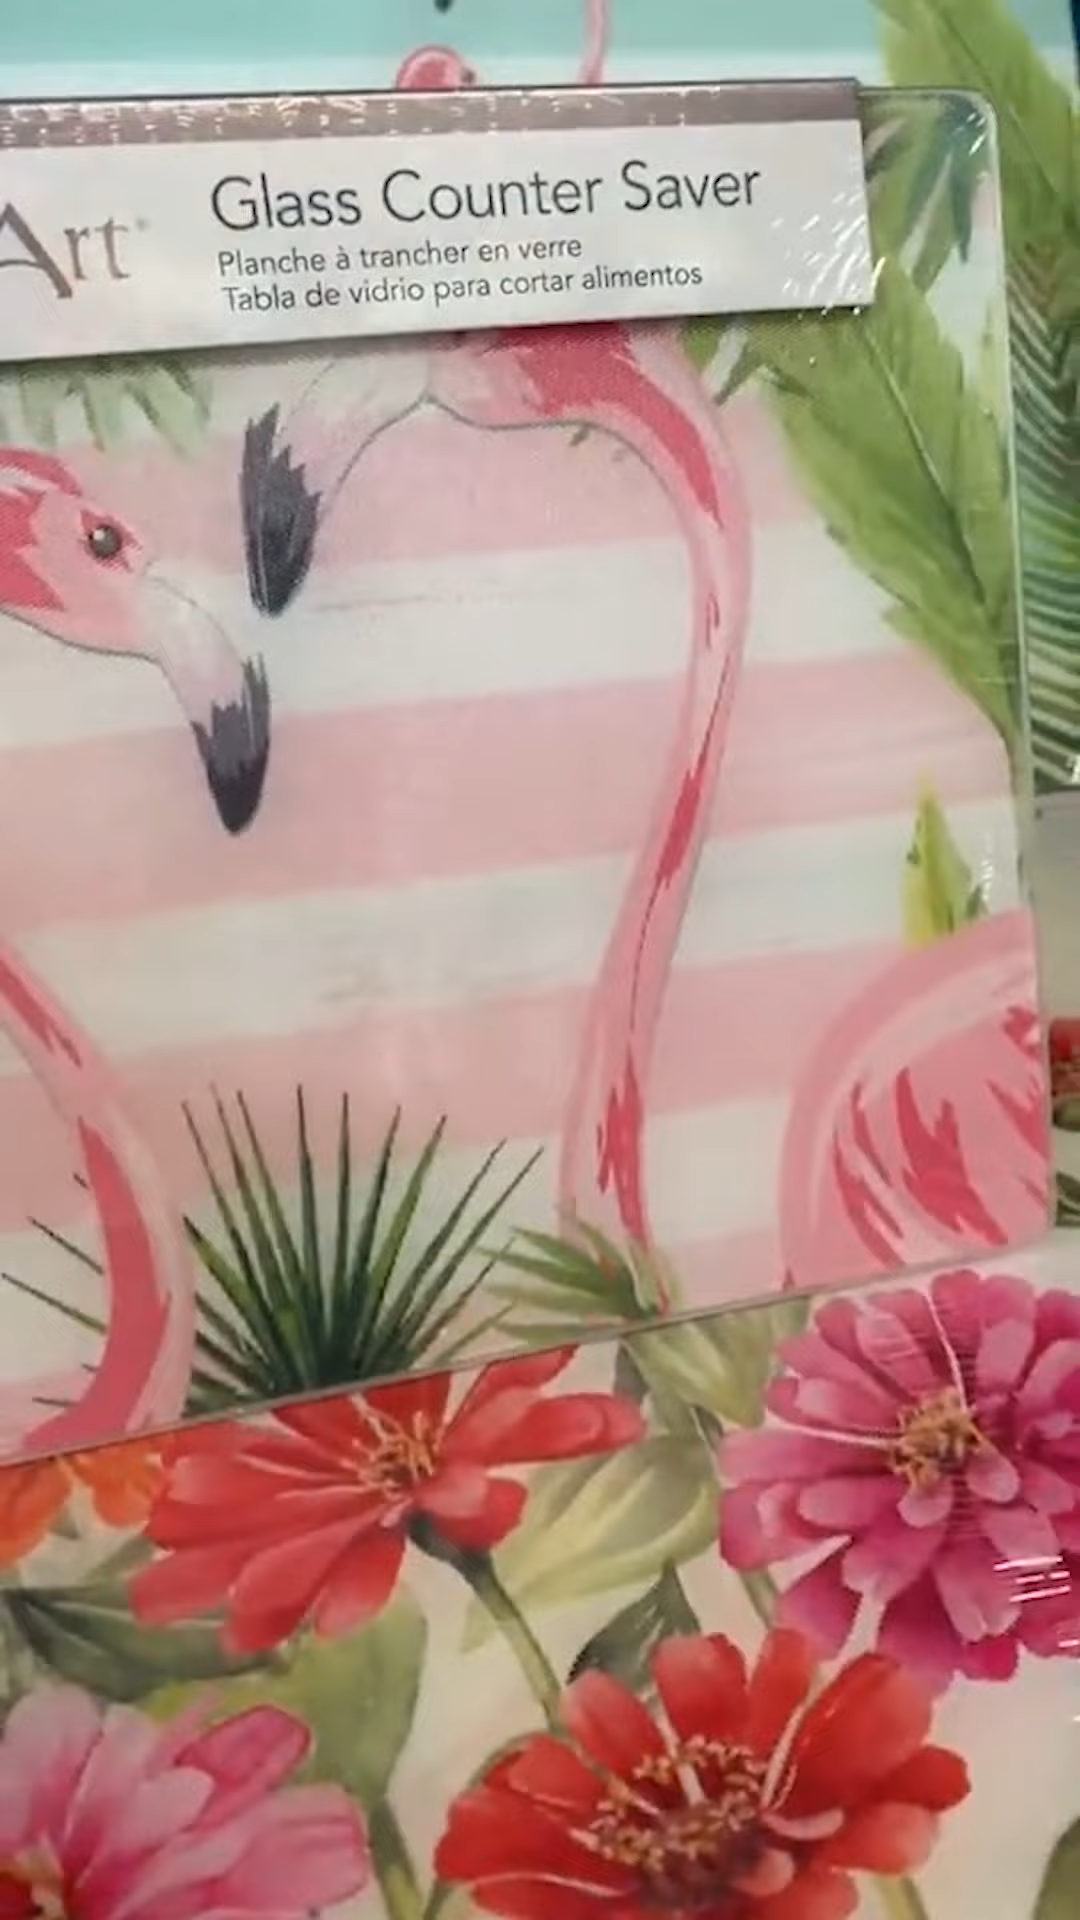 Art Glass Counter Saver
Planche à trancher en verre
Tabla de vidrio para cortar alimentos